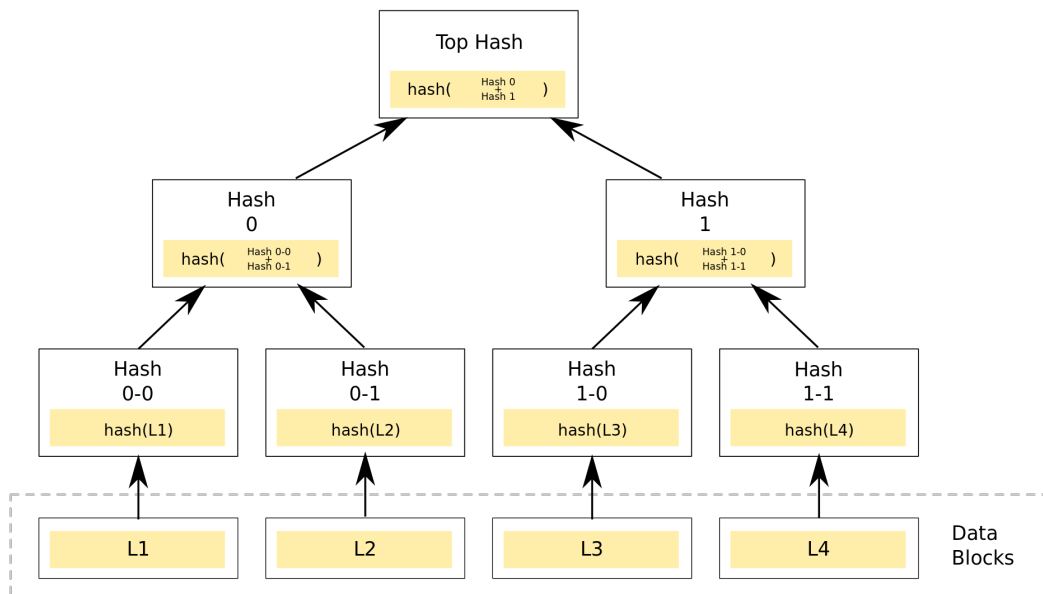 Top Hash
hash( Hash 0 + Hash 1 )
Hash
0
hash( Hash 0-0 + Hash 0-1 )
Hash
1
hash( Hash 1-0 + Hash 1-1 )
Hash
0-0
hash(L1)
Hash
0-1
hash(L2)
Hash
1-0
hash(L3)
Hash
1-1
hash(L4)
L1
L2
L3
L4
Data
Blocks